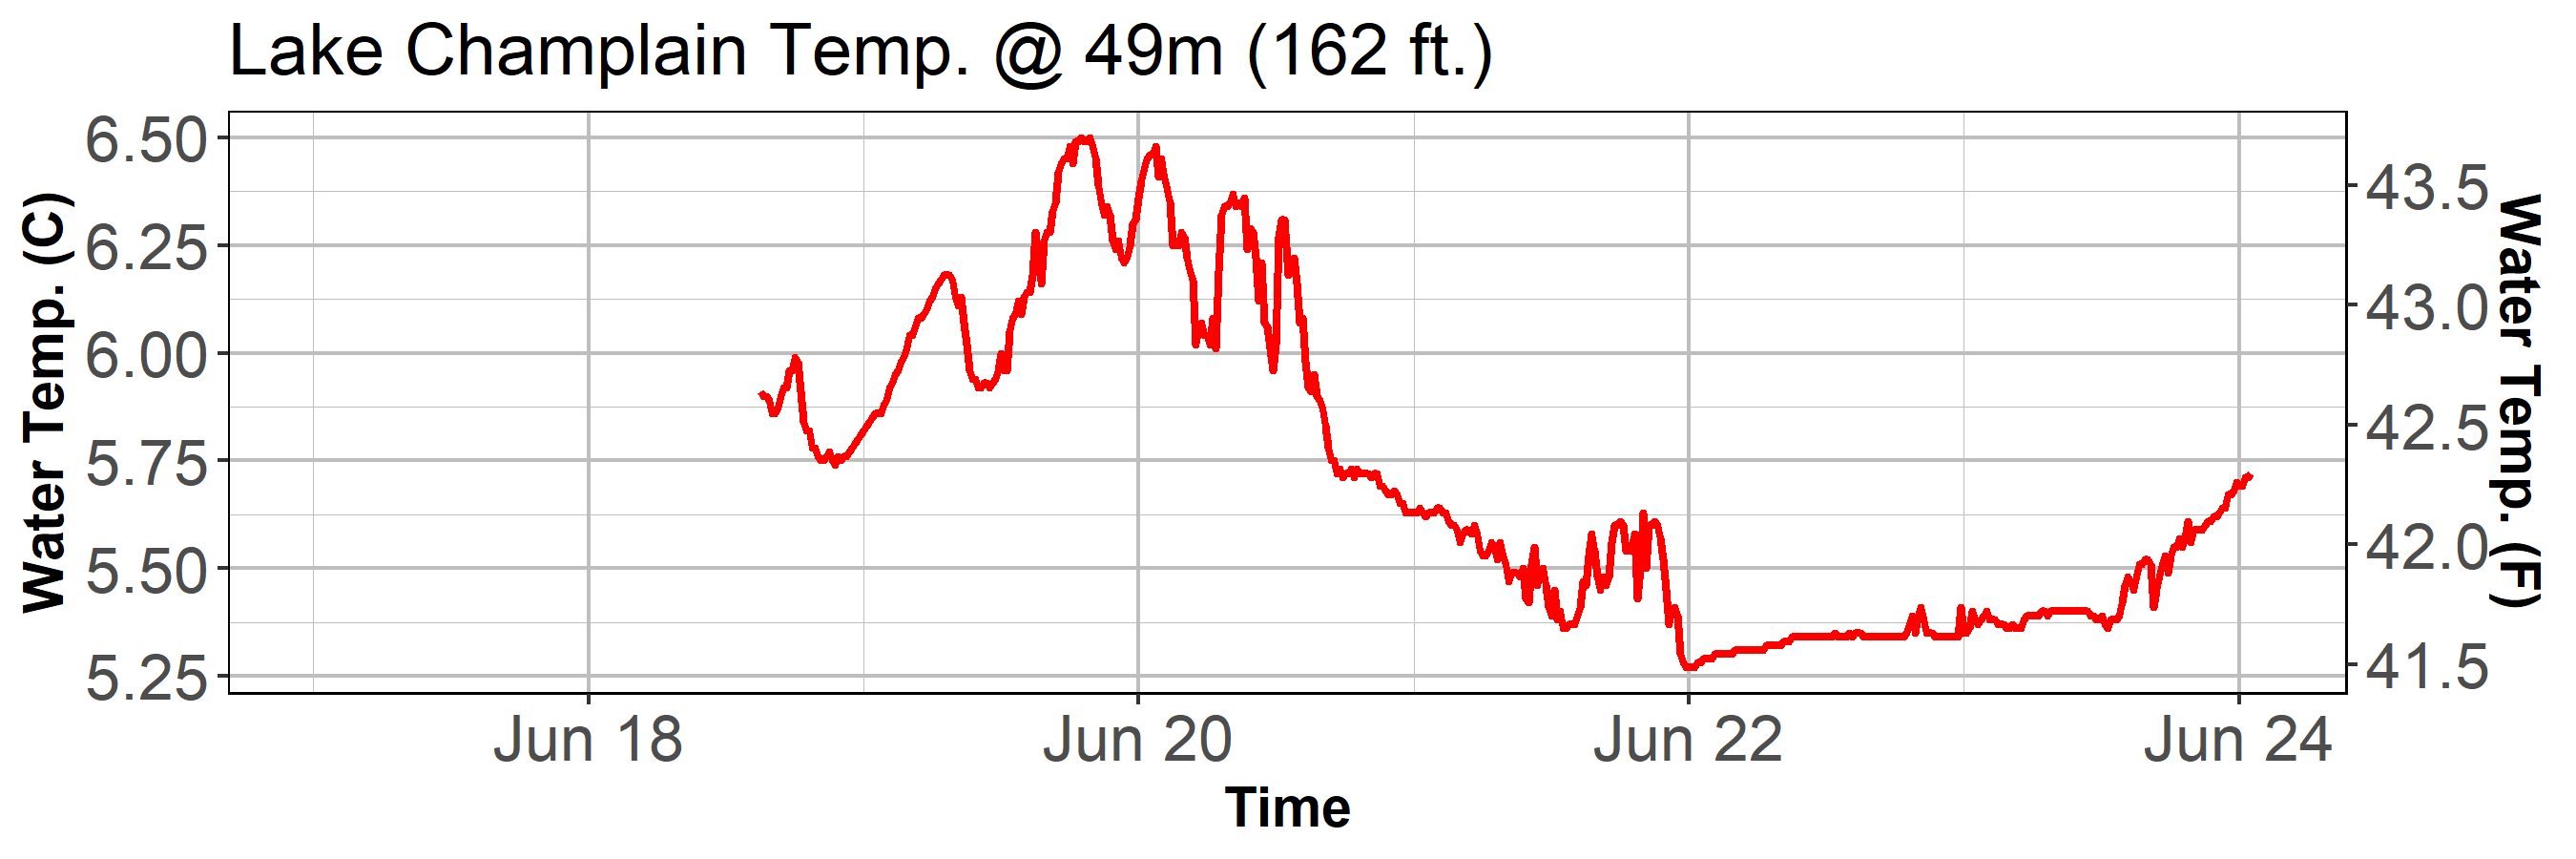 Lake Champlain Temp. @ 49m (162 ft.)
Water Temp. (C)
6.50
6.25
6.00
5.75
5.50
5.25
43.5
43.0
42.5
42.0
41.5
Water Temp. (F)
Jun 18
Jun 20
Jun 22
Jun 24
Time